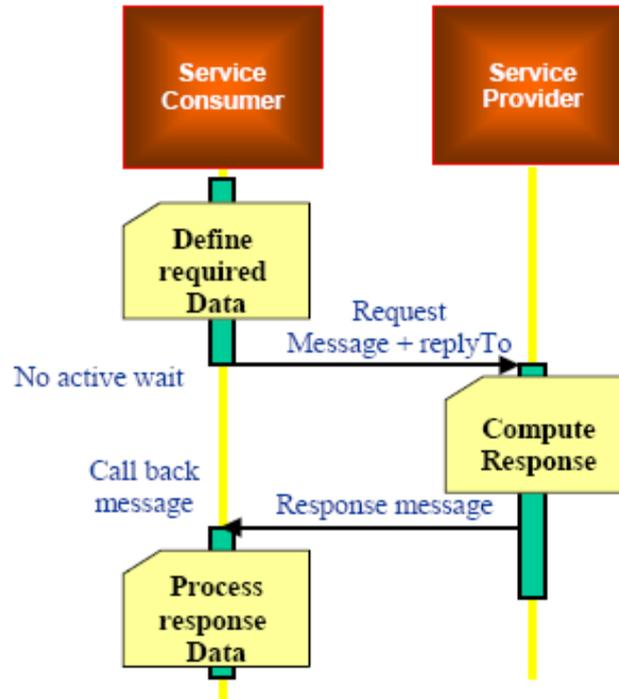 Service
Consumer
Service
Provider
Define
required
Data
Request
Message + replyTo
No active wait
Compute
Response
Call back
message
Response message
Process
response
Data